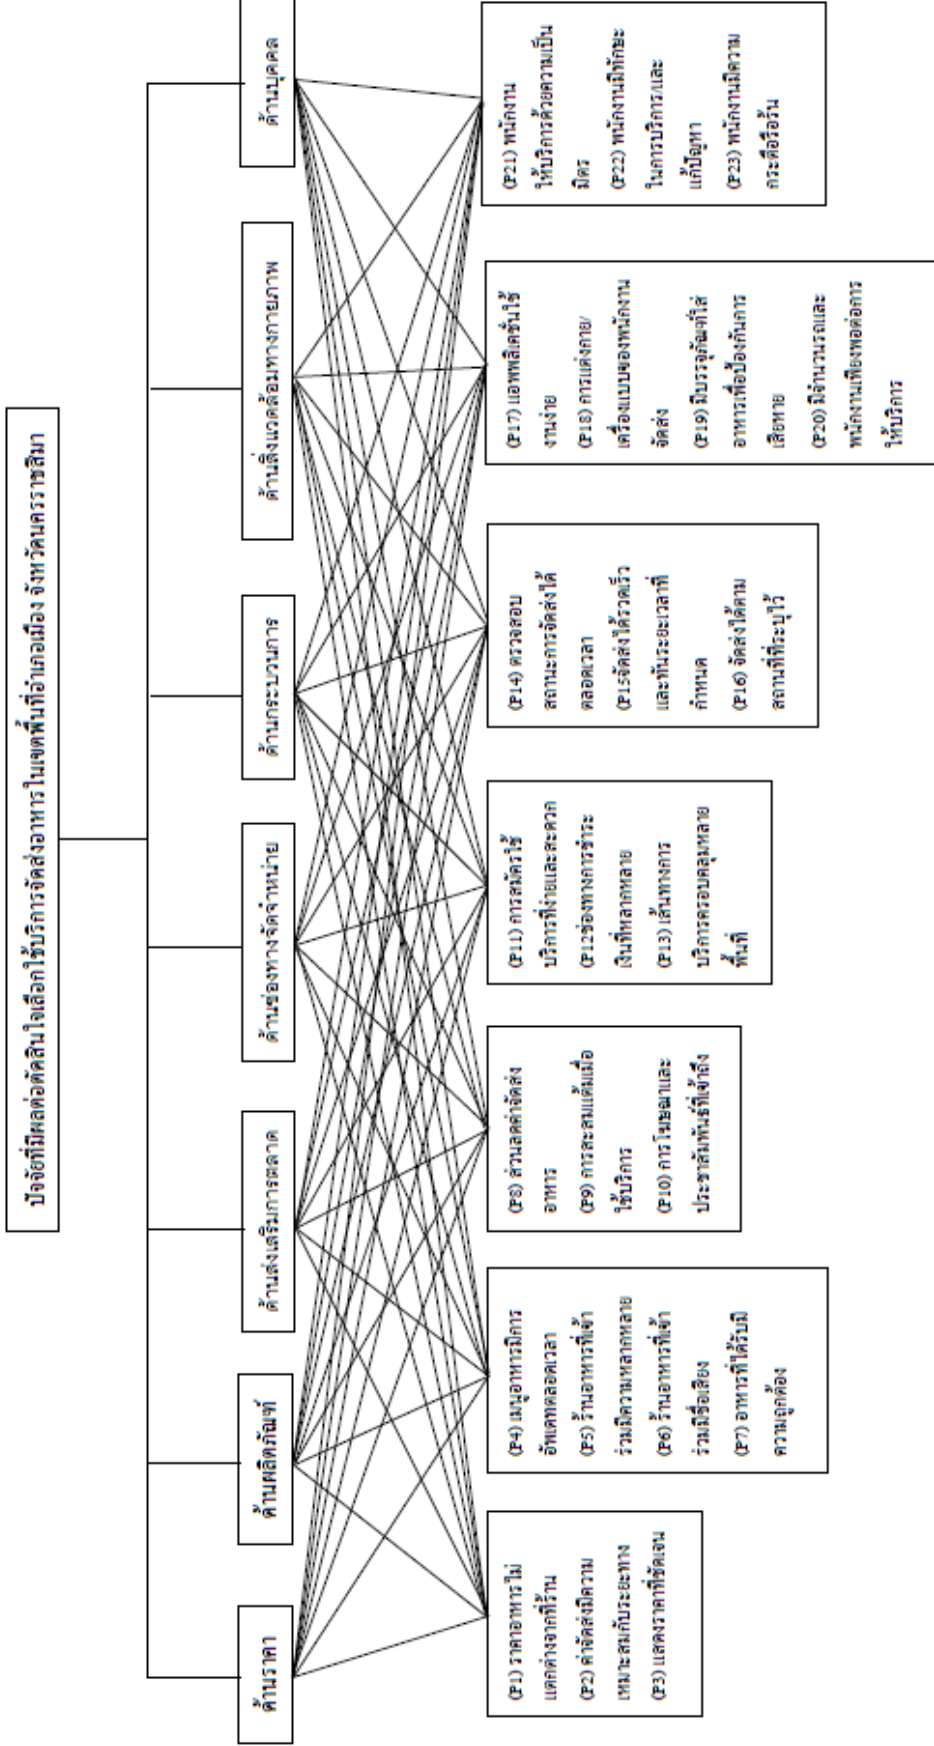 ปัจจัยที่มีผลต่อตัดสินใจเลือกใช้บริการจัดส่งอาหารในเขตพื้นที่อำเภอเมือง จังหวัดนครราชสีมา
ด้านราคา
ด้านผลิตภัณฑ์
ด้านส่งเสริมการตลาด
ด้านช่องทางจัดจำหน่าย
ด้านกระบวนการ
ด้านสิ่งแวดล้อมทางกายภาพ
ด้านบุคคล
(P1) ราคาอาหารไม่
แตกต่างจากที่ร้าน
(P2) ค่าจัดส่งมีความ
เหมาะสมกับระยะทาง
(P3) แสดงราคาที่ชัดเจน
(P4) เมนูอาหารมีการ
อัพเดทตลอดเวลา
(P5) ร้านอาหารที่เข้า
ร่วมมีความหลากหลาย
(P6) ร้านอาหารที่เข้า
ร่วมมีชื่อเสียง
(P7) อาหารที่ได้รับมี
ความถูกต้อง
(P8) ส่วนลดค่าจัดส่ง
อาหาร
(P9) การสะสมแต้มเมื่อ
ใช้บริการ
(P10) การโฆษณาและ
ประชาสัมพันธ์ที่เข้าถึง
(P11) การสมัครใช้
บริการที่ง่ายและสะดวก
(P12ช่องทางการชำระ
เงินที่หลากหลาย
(P13) เส้นทางการ
บริการครอบคลุมหลาย
พื้นที่
(P14) ตรวจสอบ
สถานะการจัดส่งได้
ตลอดเวลา
(P15จัดส่งได้รวดเร็ว
และทันระยะเวลาที่
กำหนด
(P16) จัดส่งได้ตาม
สถานที่ที่ระบุไว้
(P17) แอพพลิเคชั่นใช้
งานง่าย
(P18) การแต่งกาย/
เครื่องแบบของพนักงาน
จัดส่ง
(P19) มีบรรจุภัณฑ์ใส่
อาหารเพื่อป้องกันการ
เสียหาย
(P20) มีจำนวนรถและ
พนักงานเพียงพอต่อการ
ให้บริการ
(P21) พนักงาน
ให้บริการด้วยความเป็น
มิตร
(P22) พนักงานมีทักษะ
ในการบริการและ
แก้ปัญหา
(P23) พนักงานมีความ
กระตือรือร้น